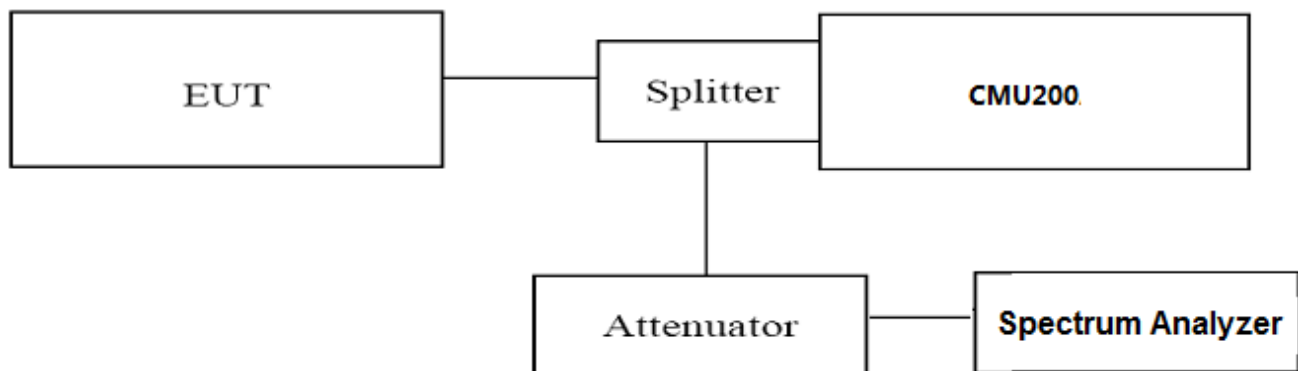 EUT
Splitter
CMU200.
Attenuator
Spectrum Analyzer